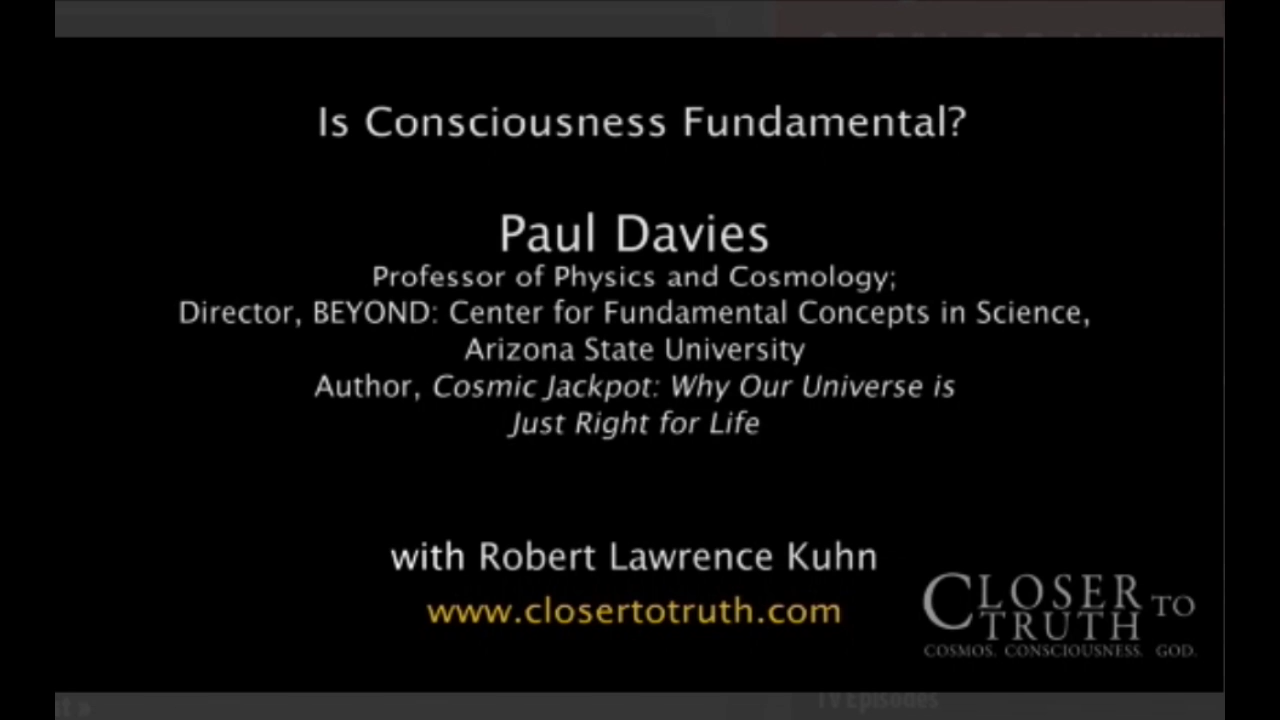 Is Consciousness Fundamental?
Paul Davies
Professor of Physics and Cosmology;
Director, BEYOND: Center for Fundamental Concepts in Science,
Arizona State University
Author, Cosmic Jackpot: Why Our Universe is
Just Right for Life
with Robert Lawrence Kuhn
www.closertotruth.com
CLOSER TO
TRUTH
COSMOS. CONSCIOUSNESS. GOD.
TV Episodes